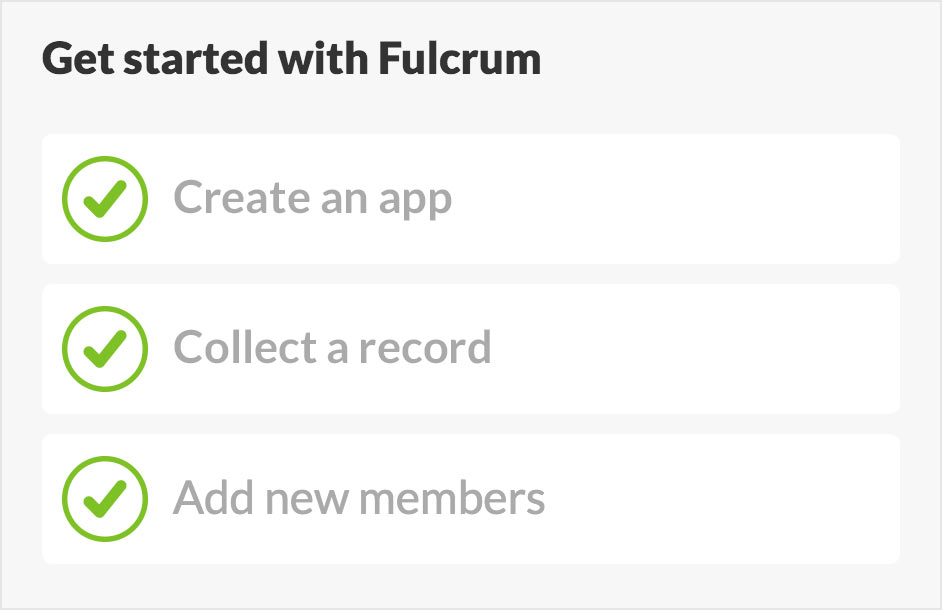 Get started with Fulcrum
Create an app
Collect a record
Add new members